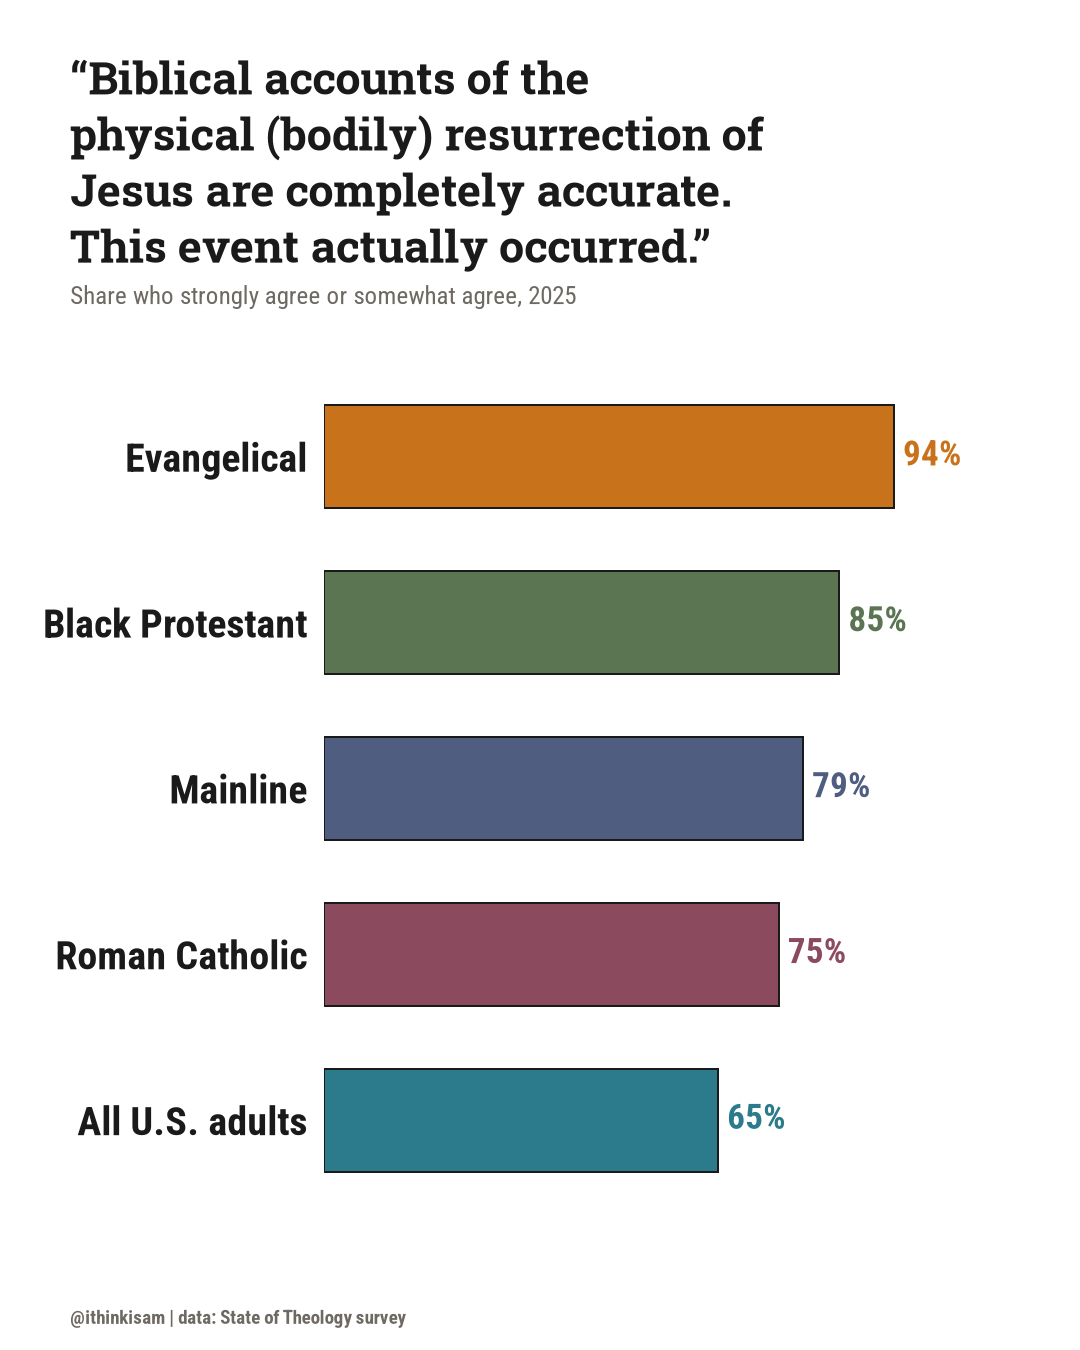 “Biblical accounts of the
physical (bodily) resurrection of
Jesus are completely accurate.
This event actually occurred.”
Share who strongly agree or somewhat agree, 2025
Evangelical 94%
Black Protestant 85%
Mainline 79%
Roman Catholic 75%
All U.S. adults 65%
@ithinkisam | data: State of Theology survey